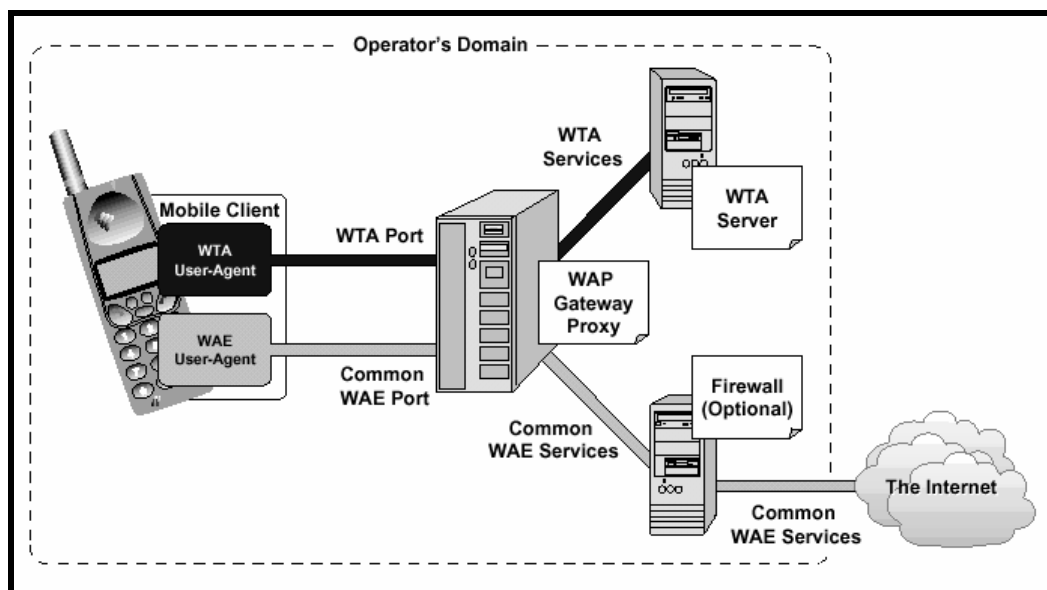 Operator's Domain
WTA
Services
WTA
Server
Mobile Client
WTA
User-Agent
WTA Port
WAP
Gateway
Proxy
WAE
User-Agent
Common
WAE Port
Firewall
(Optional)
Common
WAE Services
The Internet
Common
WAE Services